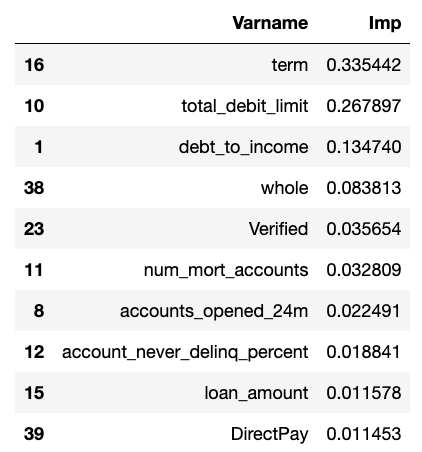 Varname Imp
16 term 0.335442
10 total_debit_limit 0.267897
1 debt_to_income 0.134740
38 whole 0.083813
23 Verified 0.035654
11 num_mort_accounts 0.032809
8 accounts_opened_24m 0.022491
12 account_never_delinq_percent 0.018841
15 loan_amount 0.011578
39 DirectPay 0.011453